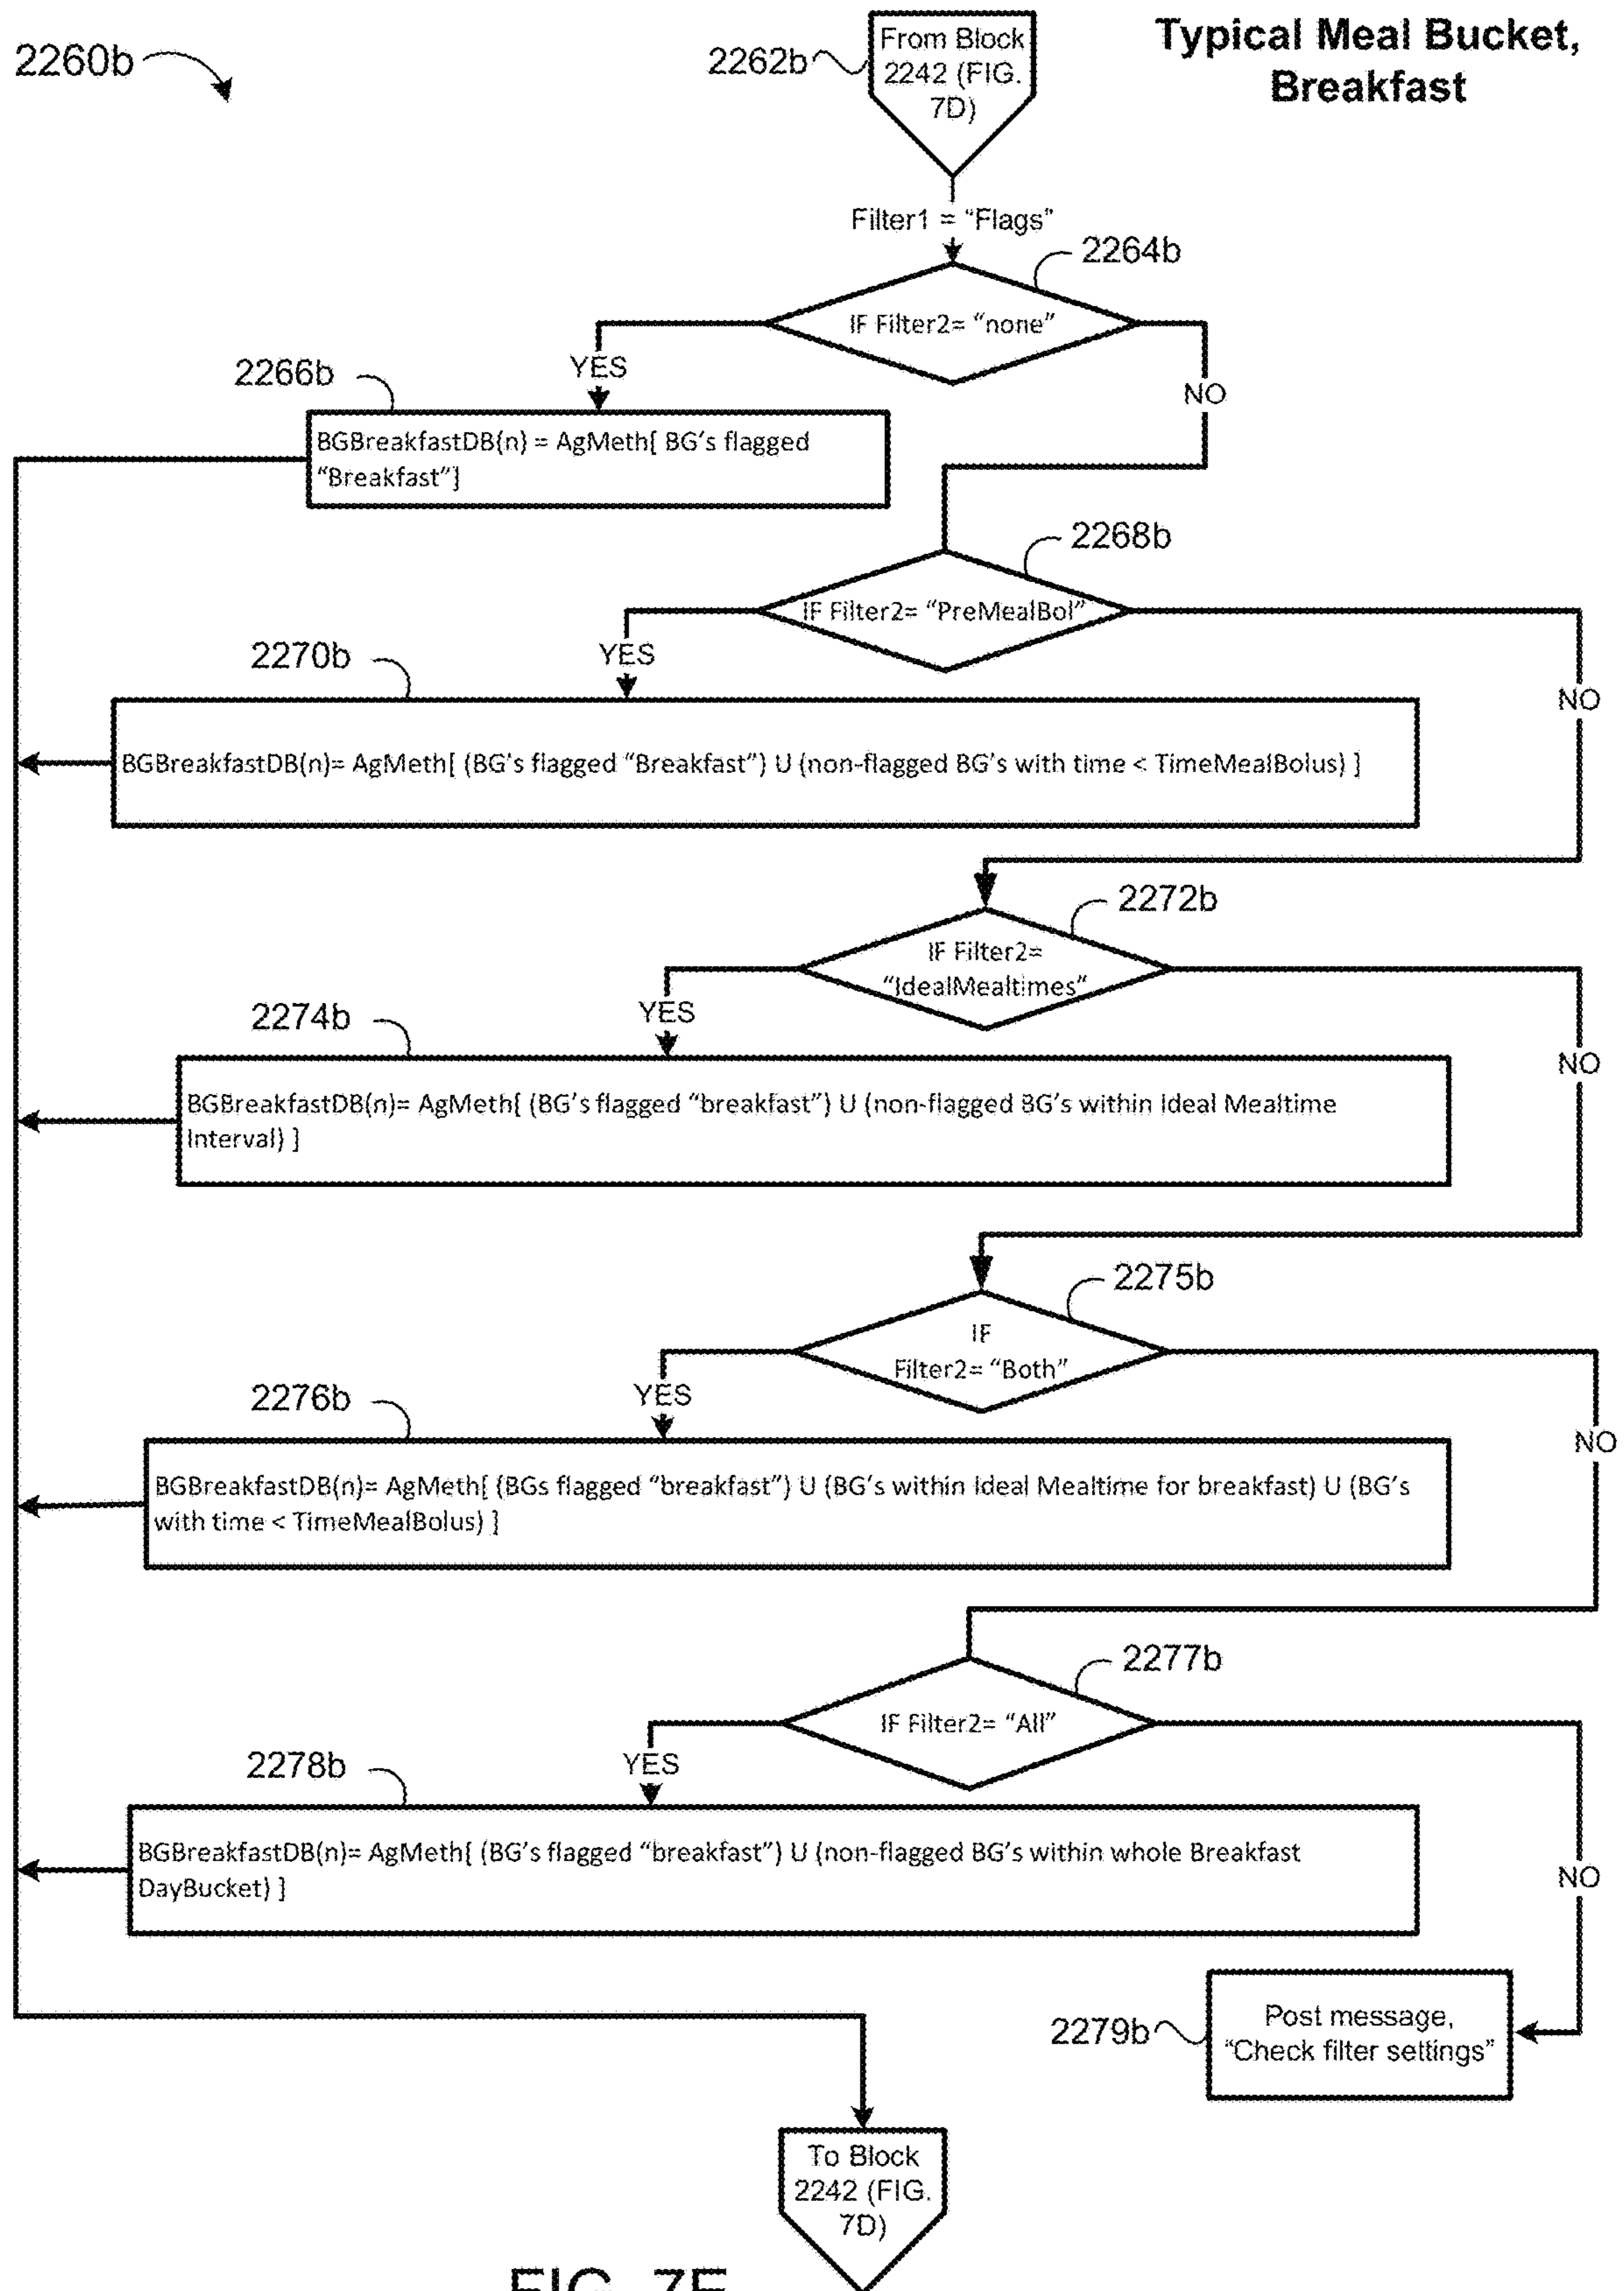 2260b
2262b
From Block
2242 (FIG.
7D)
Typical Meal Bucket,
Breakfast
Filter1 = “Flags”
2264b
IF Filter2= “none”
YES
NO
2266b
BGBreakfastDB(n) = AgMeth[ BG’s flagged
“Breakfast”]
2268b
IF Filter2= “PreMealBol”
YES
NO
2270b
BGBreakfastDB(n)= AgMeth[ (BG’s flagged “Breakfast”) U (non-flagged BG’s with time < TimeMealBolus) ]
2272b
IF Filter2=
“IdealMealtimes”
YES
NO
2274b
BGBreakfastDB(n)= AgMeth[ (BG’s flagged “breakfast”) U (non-flagged BG’s within Ideal Mealtime
Interval) ]
2275b
IF
Filter2= “Both”
YES
NO
2276b
BGBreakfastDB(n)= AgMeth[ (BGs flagged “breakfast”) U (BG’s within Ideal Mealtime for breakfast) U (BG’s
with time < TimeMealBolus) ]
2277b
IF Filter2= “All”
YES
NO
2278b
BGBreakfastDB(n)= AgMeth[ (BG’s flagged “breakfast”) U (non-flagged BG’s within whole Breakfast
DayBucket) ]
2279b
Post message,
“Check filter settings”
To Block
2242 (FIG.
7D)
FIG.